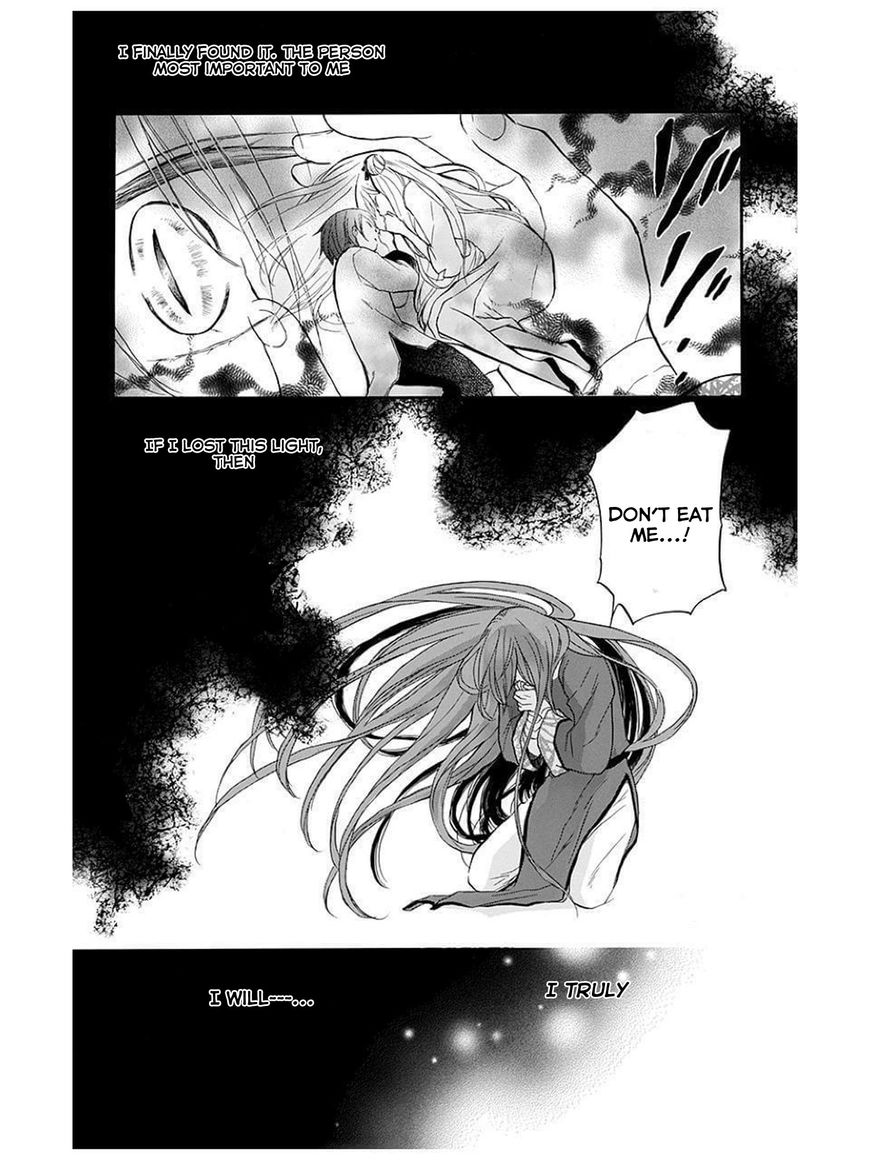 I FINALLY FOUND IT. THE PERSON
MOST IMPORTANT TO ME
IF I LOST THIS LIGHT,
THEN
DON'T EAT
ME...!
I TRULY
I WILL---...